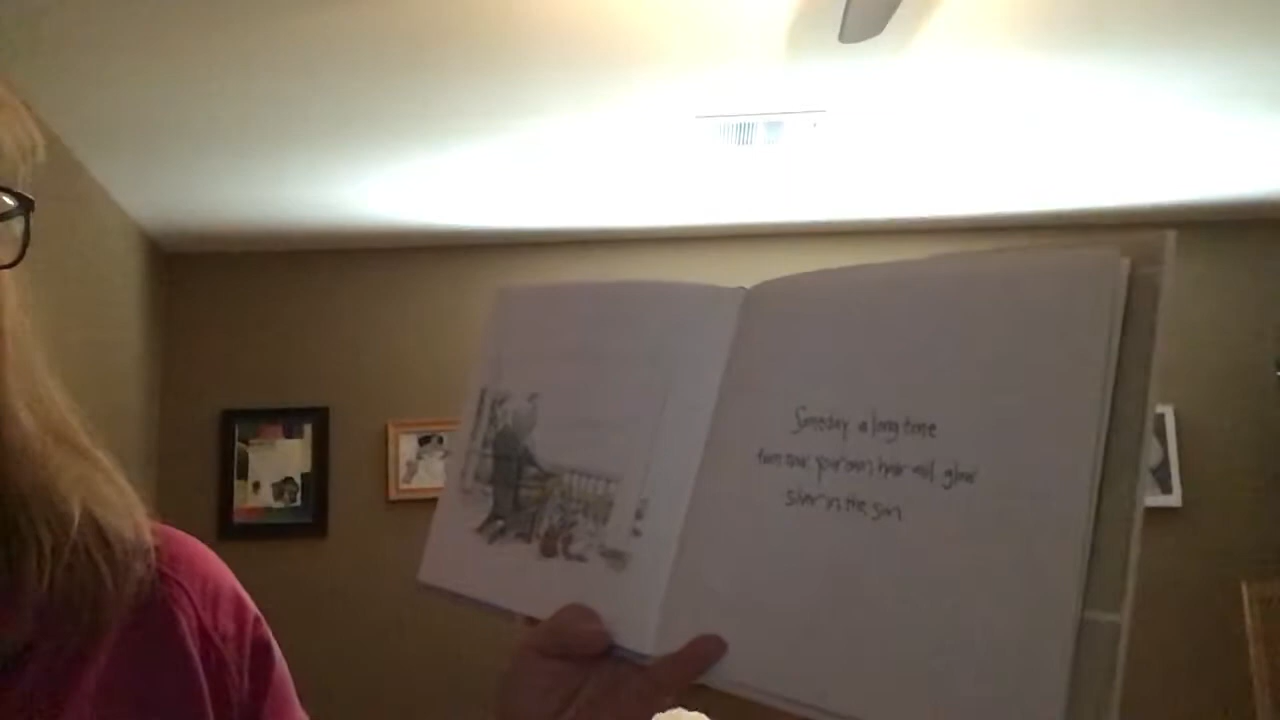 Someday, a long time
from now, your own hair will glow
silver in the sun.